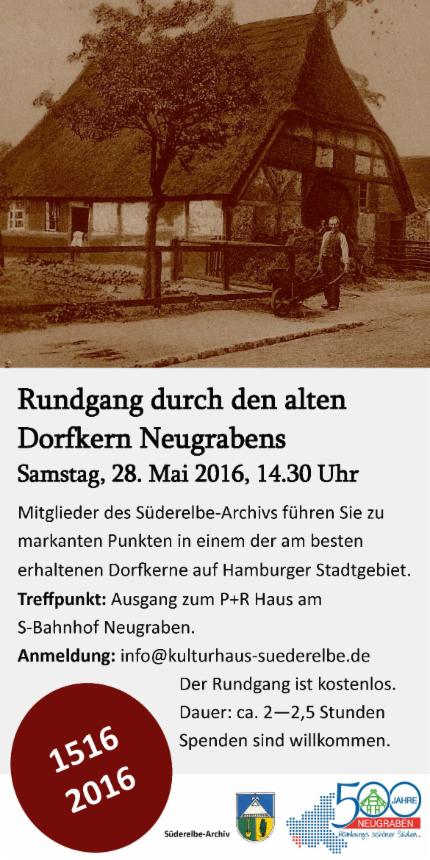 Rundgang durch den alten
Dorfkern Neugrabens
Samstag, 28. Mai 2016, 14.30 Uhr
Mitglieder des Süderelbe-Archivs führen Sie zu
markanten Punkten in einem der am besten
erhaltenen Dorfkerne auf Hamburger Stadtgebiet.
Treffpunkt: Ausgang zum P+R Haus am
S-Bahnhof Neugraben.
Anmeldung: info@kulturhaus-suederelbe.de
Der Rundgang ist kostenlos.
Dauer: ca. 2—2,5 Stunden
Spenden sind willkommen.
1516
2016
Süderelbe-Archiv
500 JAHRE
NEUGRABEN
Hamburgs schöner Süden...